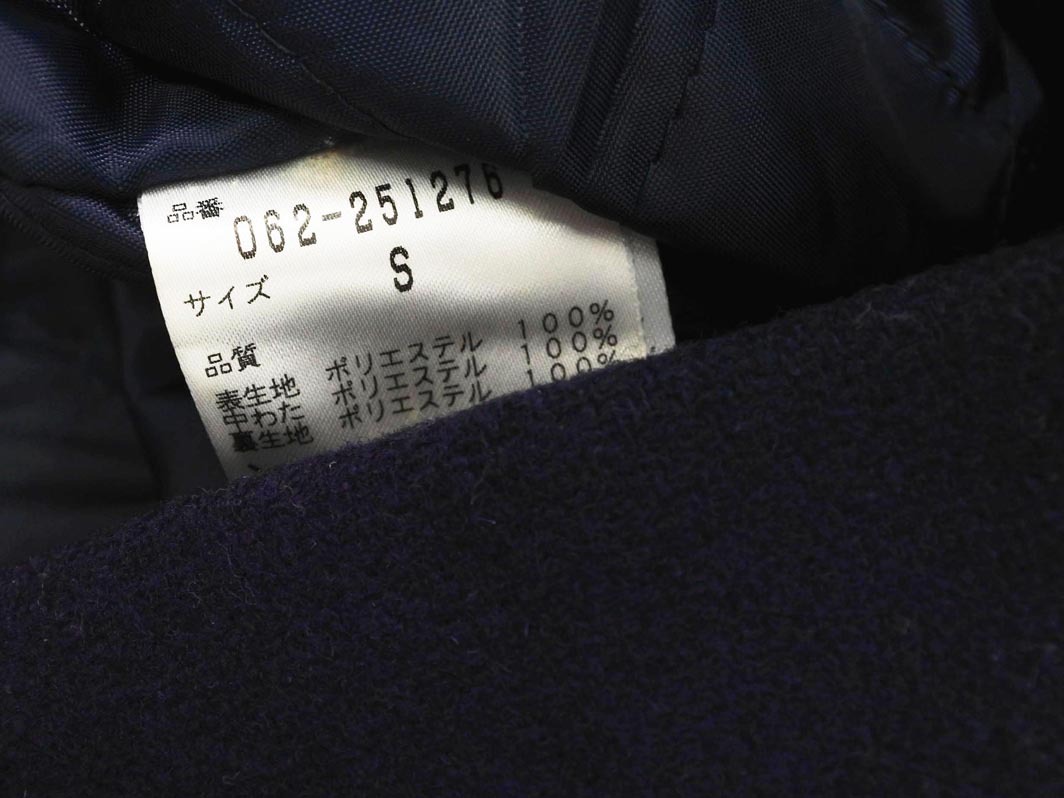 品番 062-251276
サイズ S
品質
表生地 ポリエステル 100%
中わた ポリエステル 100%
裏生地 ポリエステル 100%